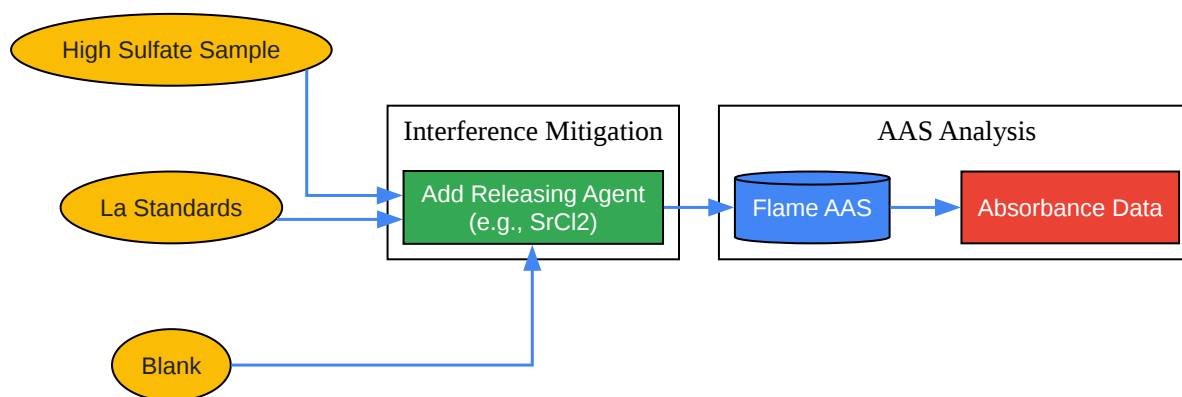 High Sulfate Sample
Interference Mitigation
AAS Analysis
La Standards
Add Releasing Agent
(e.g., SrCl2)
Flame AAS
Absorbance Data
Blank